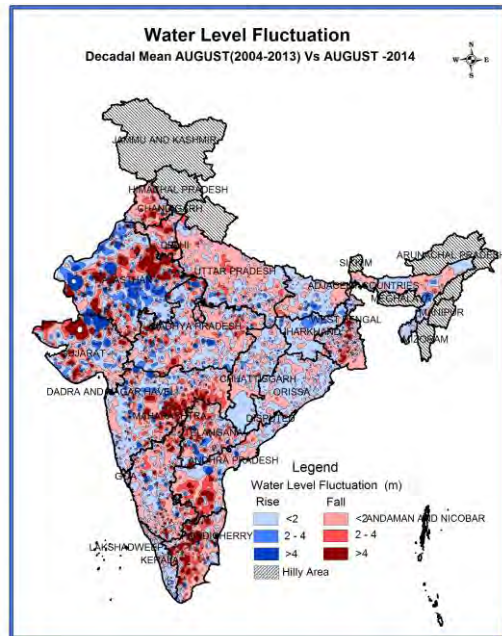 Water Level Fluctuation
Decadal Mean AUGUST(2004-2013) Vs AUGUST -2014
N
W E
S
JAMMU AND KASHMIR
HIMACHAL PRADESH
CHANDIGARH
DELHI
UTTAR PRADESH
SIKKIM
ARUNACHAL PRADESH
MEGHALAYA
MANIPUR
MIZORAM
WEST BENGAL
JHARKHAND
MADHYA PRADESH
GUJARAT
CHHATTISGARH
ORISSA
DADRA AND NAGAR HAVELI
MAHARASHTRA
DISPUTED
ANDHRA PRADESH
LAKSHADWEEP
KERALA
ANDAMAN AND NICOBAR
Legend
Water Level Fluctuation (m)
Rise Fall
<2 <2
2 - 4 2 - 4
>4 >4
Hilly Area